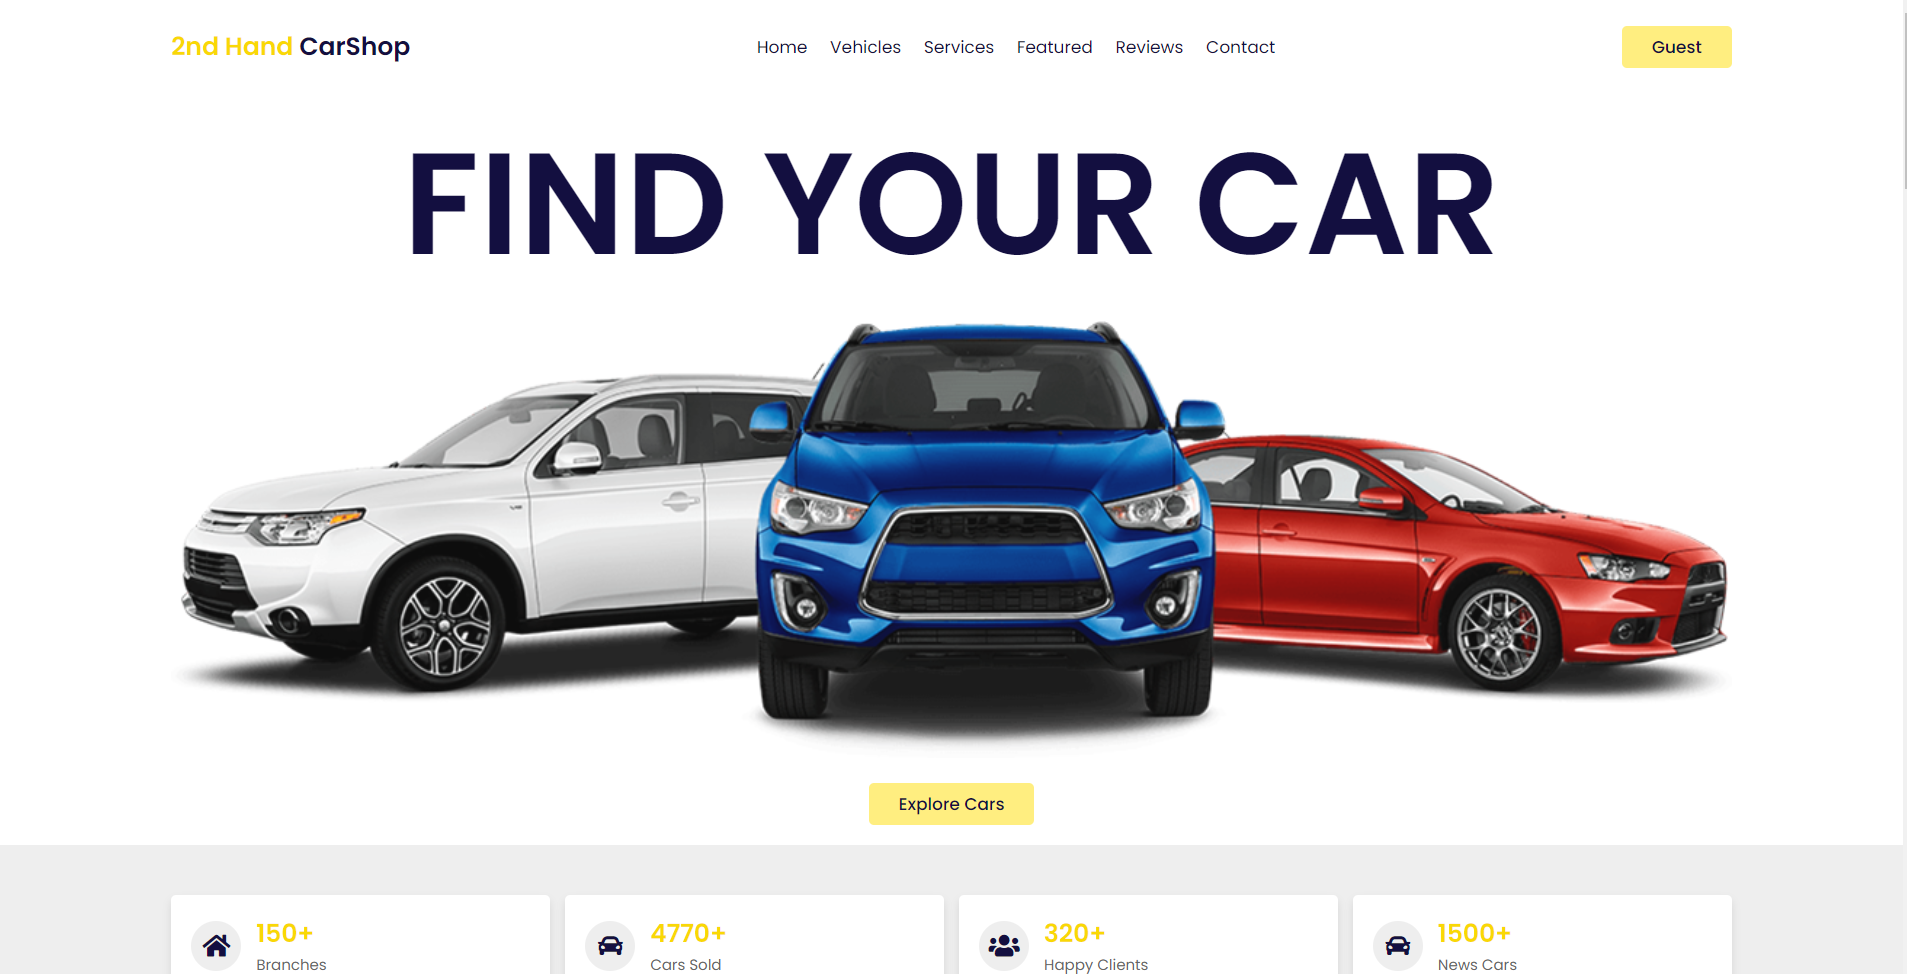 2nd Hand CarShop
Home Vehicles Services Featured Reviews Contact
Guest
FIND YOUR CAR
Explore Cars
150+
Branches
4770+
Cars Sold
320+
Happy Clients
1500+
News Cars